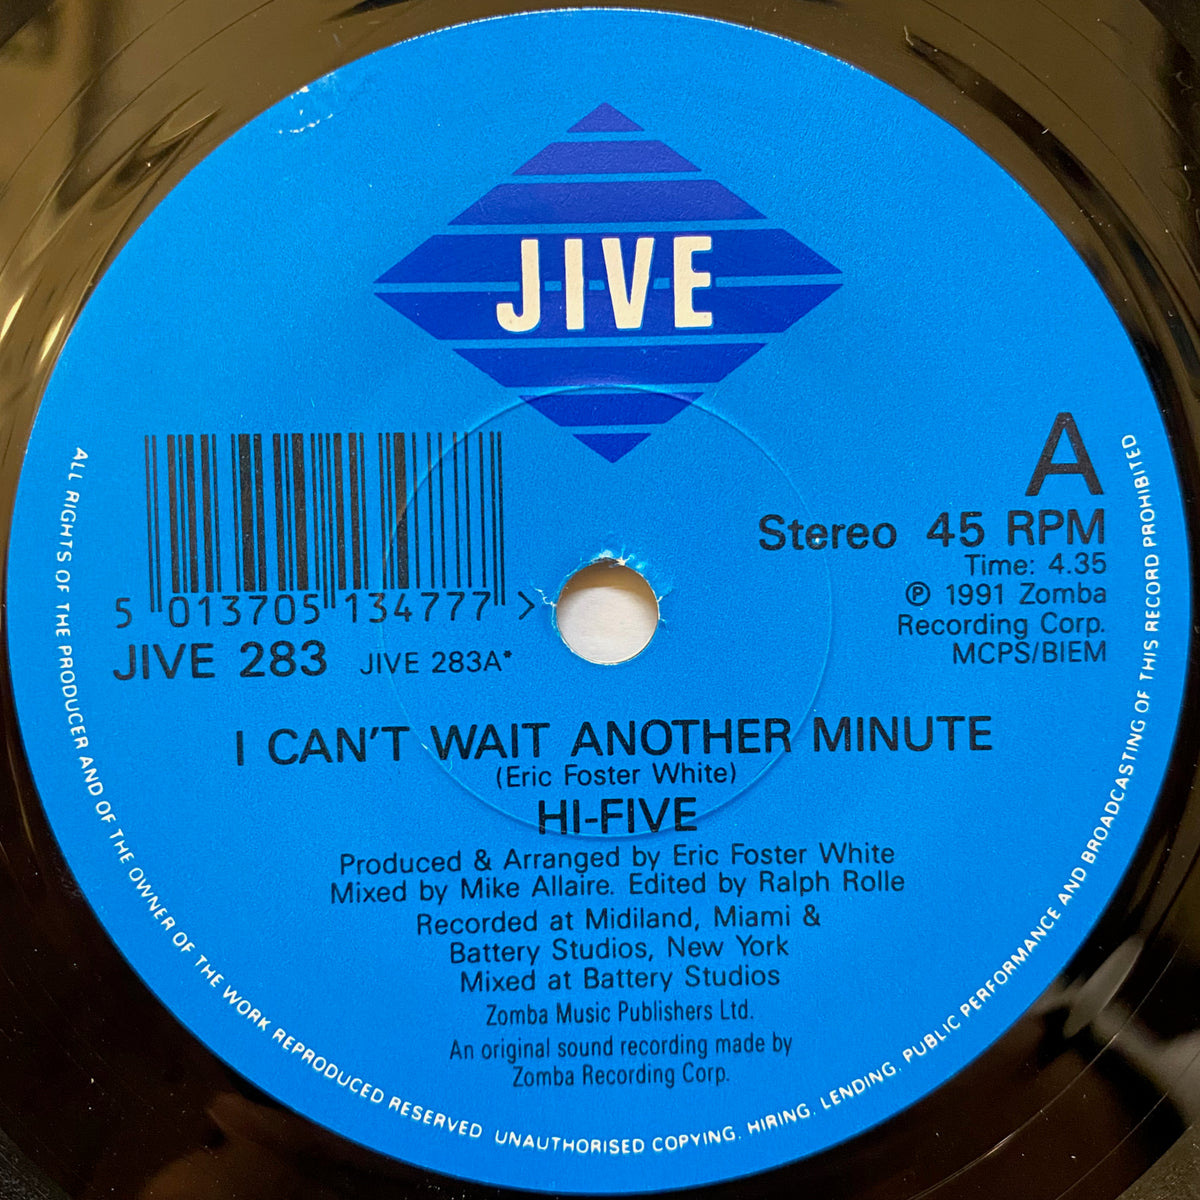 JIVE
A
Stereo 45 RPM
Time: 4.35
℗ 1991 Zomba
Recording Corp.
MCPS/BIEM
5 013705 134777 >
JIVE 283 JIVE 283A*
I CAN'T WAIT ANOTHER MINUTE
(Eric Foster White)
HI-FIVE
Produced & Arranged by Eric Foster White
Mixed by Mike Allaire. Edited by Ralph Rolle
Recorded at Midiland, Miami &
Battery Studios, New York
Mixed at Battery Studios
Zomba Music Publishers Ltd.
An original sound recording made by
Zomba Recording Corp.
ALL RIGHTS OF THE PRODUCER AND OF THE OWNER OF THE WORK REPRODUCED RESERVED UNAUTHORISED COPYING. HIRING. LENDING. PUBLIC PERFORMANCE AND BROADCASTING OF THIS RECORD PROHIBITED